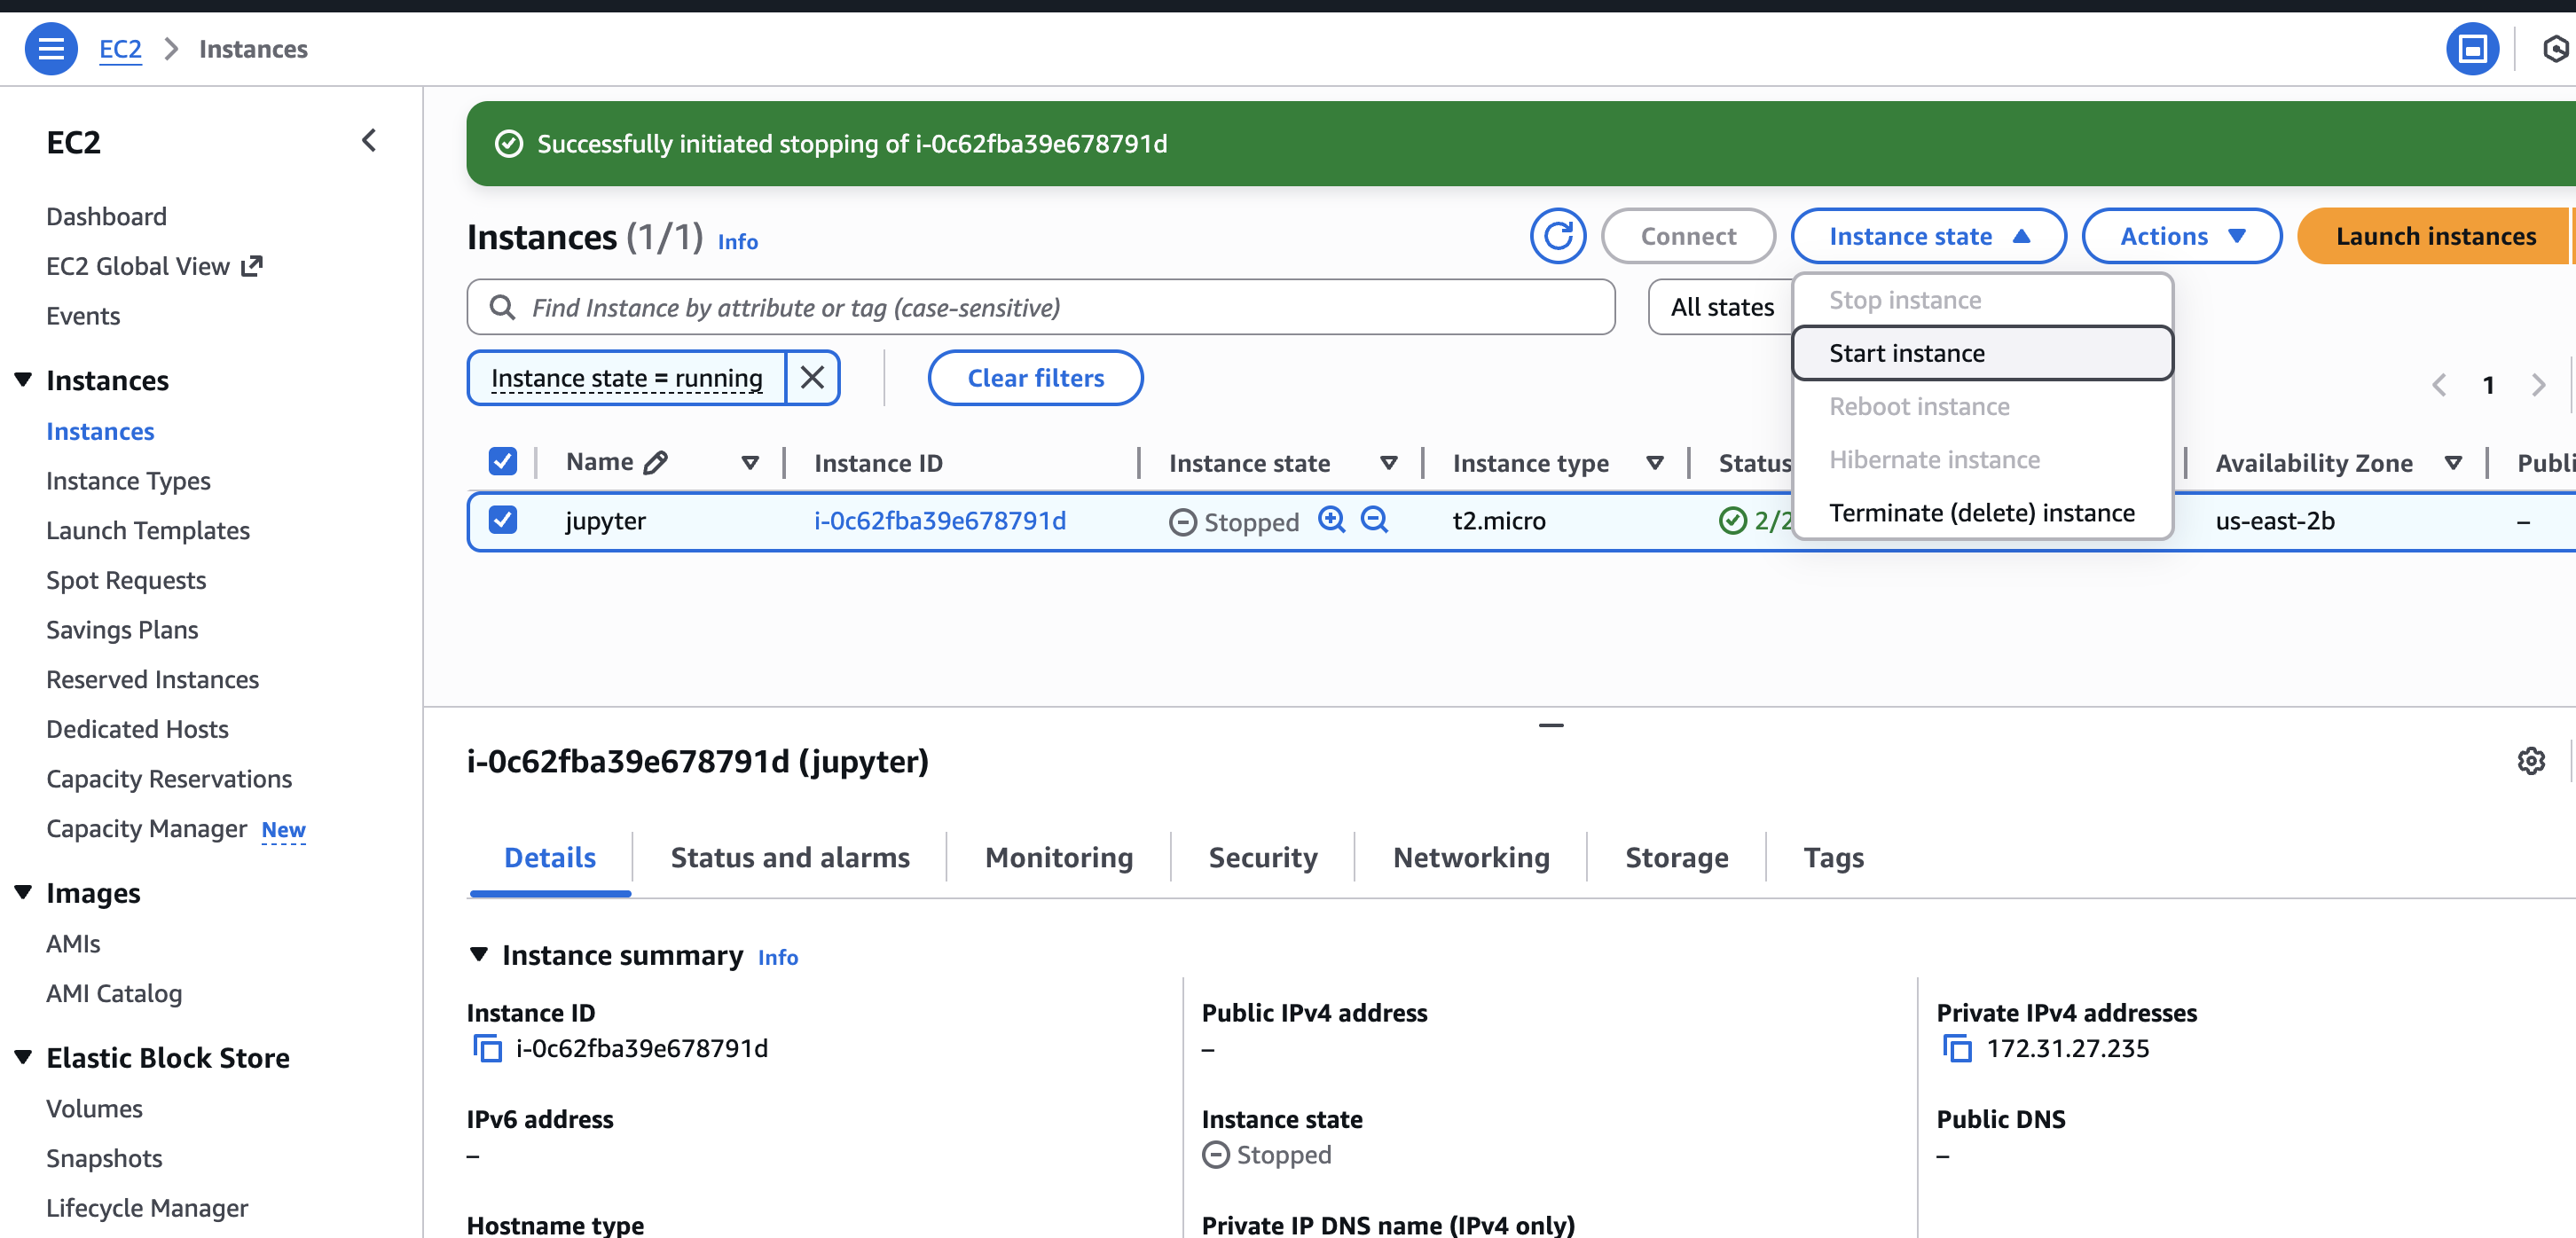 EC2 > Instances
EC2
Dashboard
EC2 Global View
Events
Instances
Instances
Instance Types
Launch Templates
Spot Requests
Savings Plans
Reserved Instances
Dedicated Hosts
Capacity Reservations
Capacity Manager New
Images
AMIs
AMI Catalog
Elastic Block Store
Volumes
Snapshots
Lifecycle Manager
Successfully initiated stopping of i-0c62fba39e678791d
Instances (1/1) Info
Connect
Instance state
Actions
Launch instances
Find Instance by attribute or tag (case-sensitive)
All states
Stop instance
Start instance
Reboot instance
Hibernate instance
Terminate (delete) instance
Instance state = running
Clear filters
1
Name Instance ID Instance state Instance type Status Availability Zone Publi
jupyter i-0c62fba39e678791d Stopped t2.micro 2/2 us-east-2b –
i-0c62fba39e678791d (jupyter)
Details Status and alarms Monitoring Security Networking Storage Tags
Instance summary Info
Instance ID
i-0c62fba39e678791d
Public IPv4 address
–
Private IPv4 addresses
172.31.27.235
IPv6 address
–
Instance state
Stopped
Public DNS
–
Hostname type
Private IP DNS name (IPv4 only)